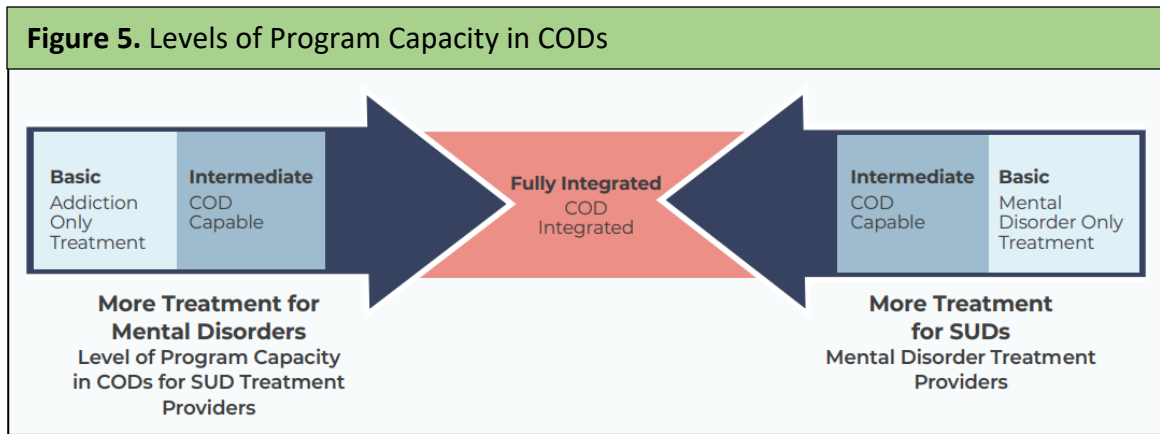 Figure 5. Levels of Program Capacity in CODs
Basic
Addiction
Only
Treatment
Intermediate
COD
Capable
Fully Integrated
COD
Integrated
Intermediate
COD
Capable
Basic
Mental
Disorder Only
Treatment
More Treatment for
Mental Disorders
Level of Program Capacity
in CODs for SUD Treatment
Providers
More Treatment
for SUDs
Mental Disorder Treatment
Providers